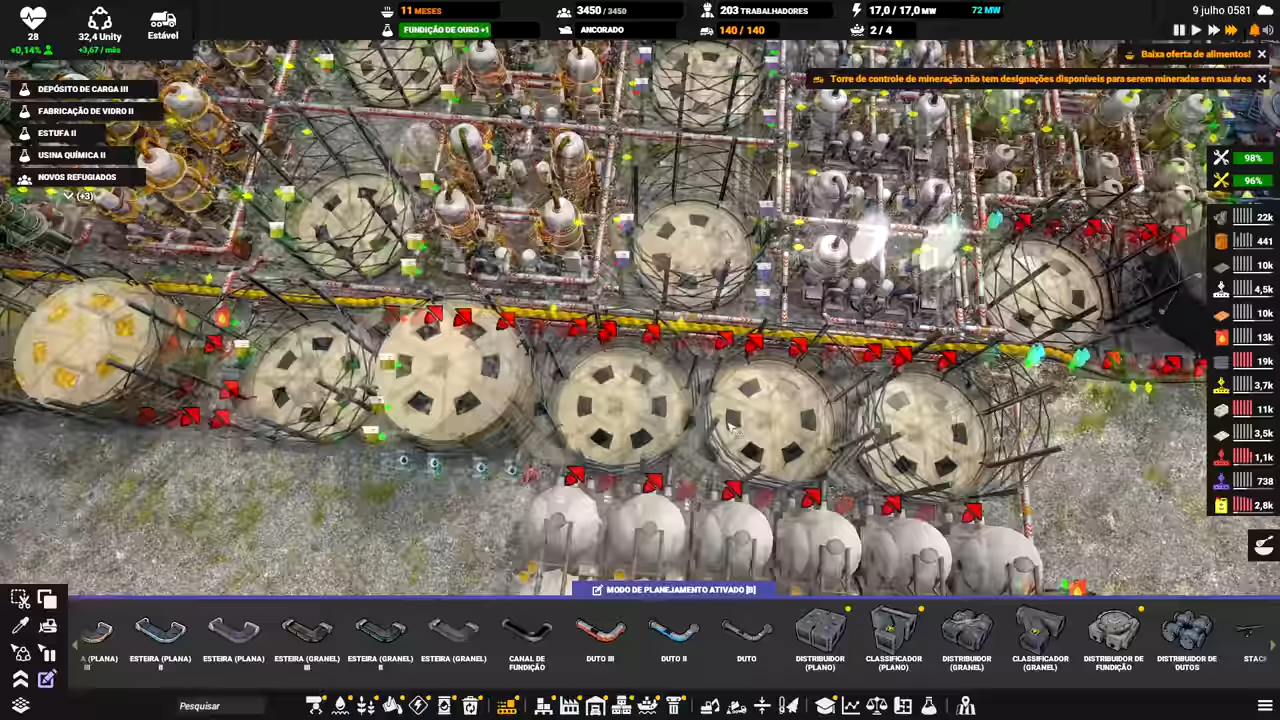 28
+0,14%
32,4 Unity
+3,67 / mês
Estável
11 MESES
FUNDIÇÃO DE OURO +1
3450 / 3450
ANCORADO
203 TRABALHADORES
140 / 140
17,0 / 17,0 MW
72 MW
2 / 4
9 julho 0581
Baixa oferta de alimentos!
Torre de controle de mineração não tem designações disponíveis para serem mineradas em sua área
DEPÓSITO DE CARGA III
FABRICAÇÃO DE VIDRO II
ESTUFA II
USINA QUÍMICA II
NOVOS REFUGIADOS
(+3)
98%
96%
22k
441
10k
4,5k
10k
13k
19k
3,7k
11k
3,5k
1,1k
738
2,8k
MODO DE PLANEJAMENTO ATIVADO [B]
A (PLANA) III
ESTEIRA (PLANA) II
ESTEIRA (PLANA)
ESTEIRA (GRANEL) III
ESTEIRA (GRANEL) II
ESTEIRA (GRANEL)
CANAL DE FUNDIÇÃO
DUTO III
DUTO II
DUTO
DISTRIBUIDOR (PLANO)
CLASSIFICADOR (PLANO)
DISTRIBUIDOR (GRANEL)
CLASSIFICADOR (GRANEL)
DISTRIBUIDOR DE FUNDIÇÃO
DISTRIBUIDOR DE DUTOS
STAC
Pesquisar